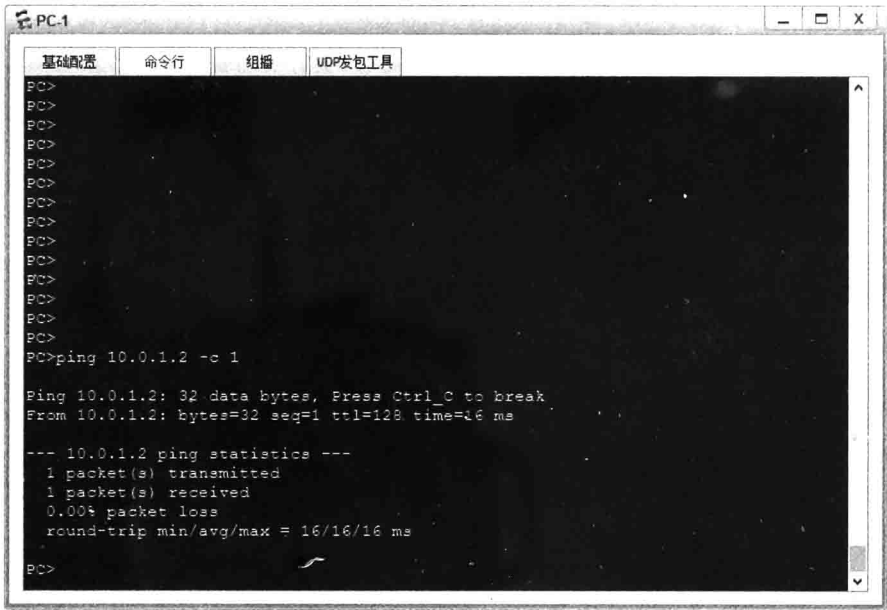 PC-1
基础配置 命令行 组播 UDP发包工具
PC>
PC>
PC>
PC>
PC>
PC>
PC>
PC>
PC>
PC>
PC>
PC>
PC>
PC>
PC>ping 10.0.1.2 -c 1
Ping 10.0.1.2: 32 data bytes, Press Ctrl_C to break
From 10.0.1.2: bytes=32 seq=1 ttl=128 time=16 ms
--- 10.0.1.2 ping statistics ---
1 packet(s) transmitted
1 packet(s) received
0.00% packet loss
round-trip min/avg/max = 16/16/16 ms
PC>